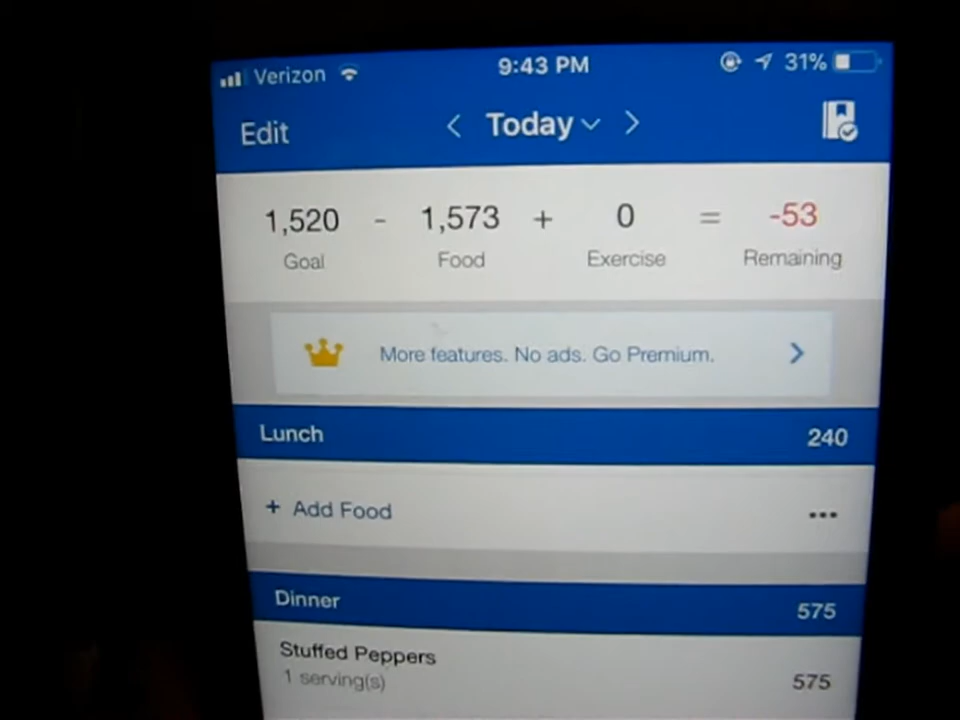 Verizon 9:43 PM 31%
Edit < Today >
1,520 - 1,573 + 0 = -53
Goal Food Exercise Remaining
More features. No ads. Go Premium.
Lunch 240
+ Add Food ...
Dinner 575
Stuffed Peppers
1 serving(s) 575